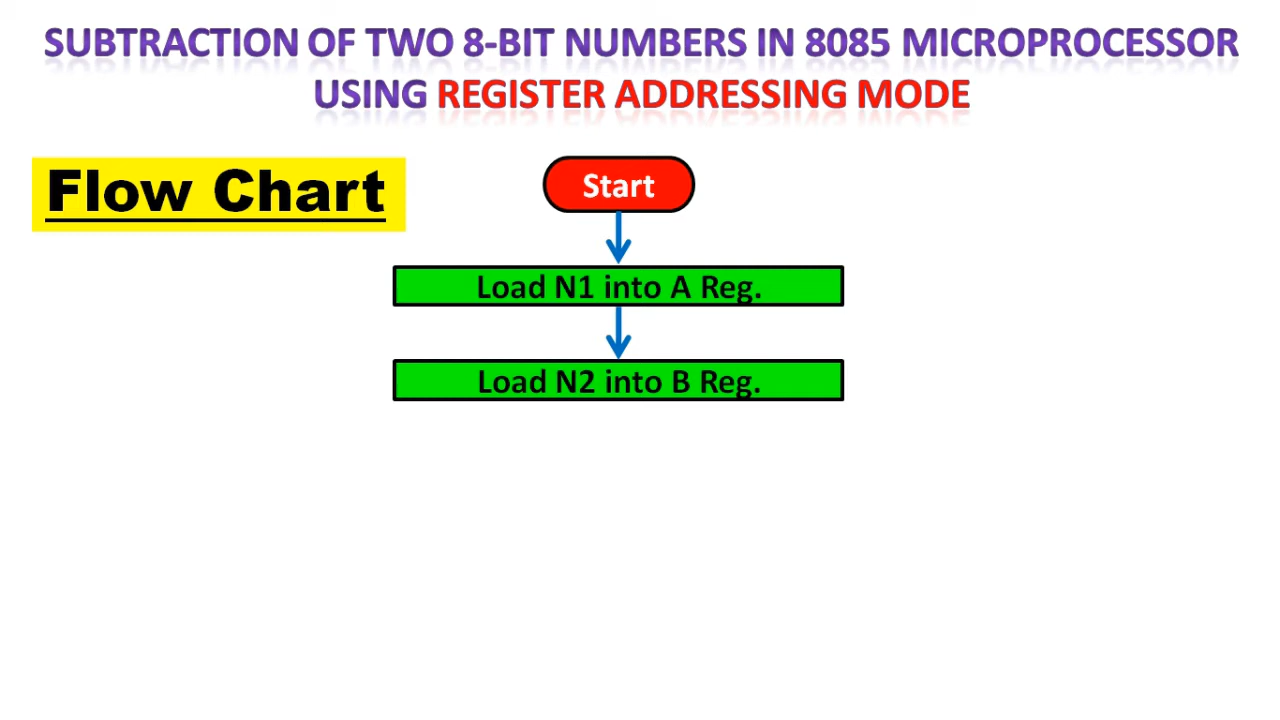 SUBTRACTION OF TWO 8-BIT NUMBERS IN 8085 MICROPROCESSOR
USING REGISTER ADDRESSING MODE
Flow Chart
Start
Load N1 into A Reg.
Load N2 into B Reg.